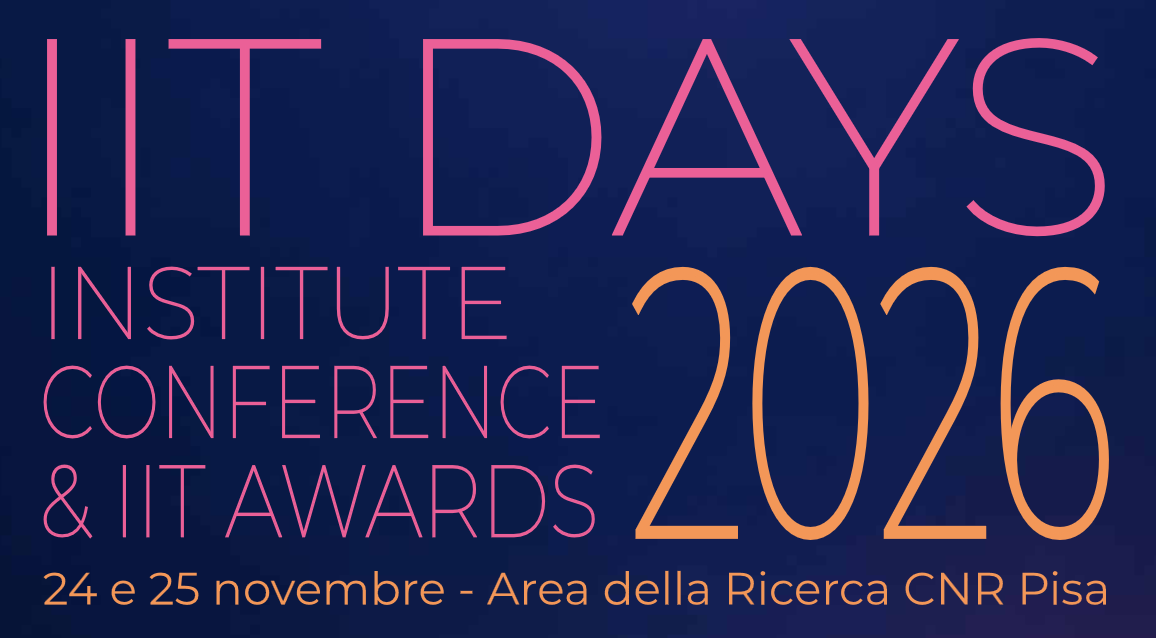 IIT DAYS
INSTITUTE
CONFERENCE
& IIT AWARDS
2026
24 e 25 novembre - Area della Ricerca CNR Pisa